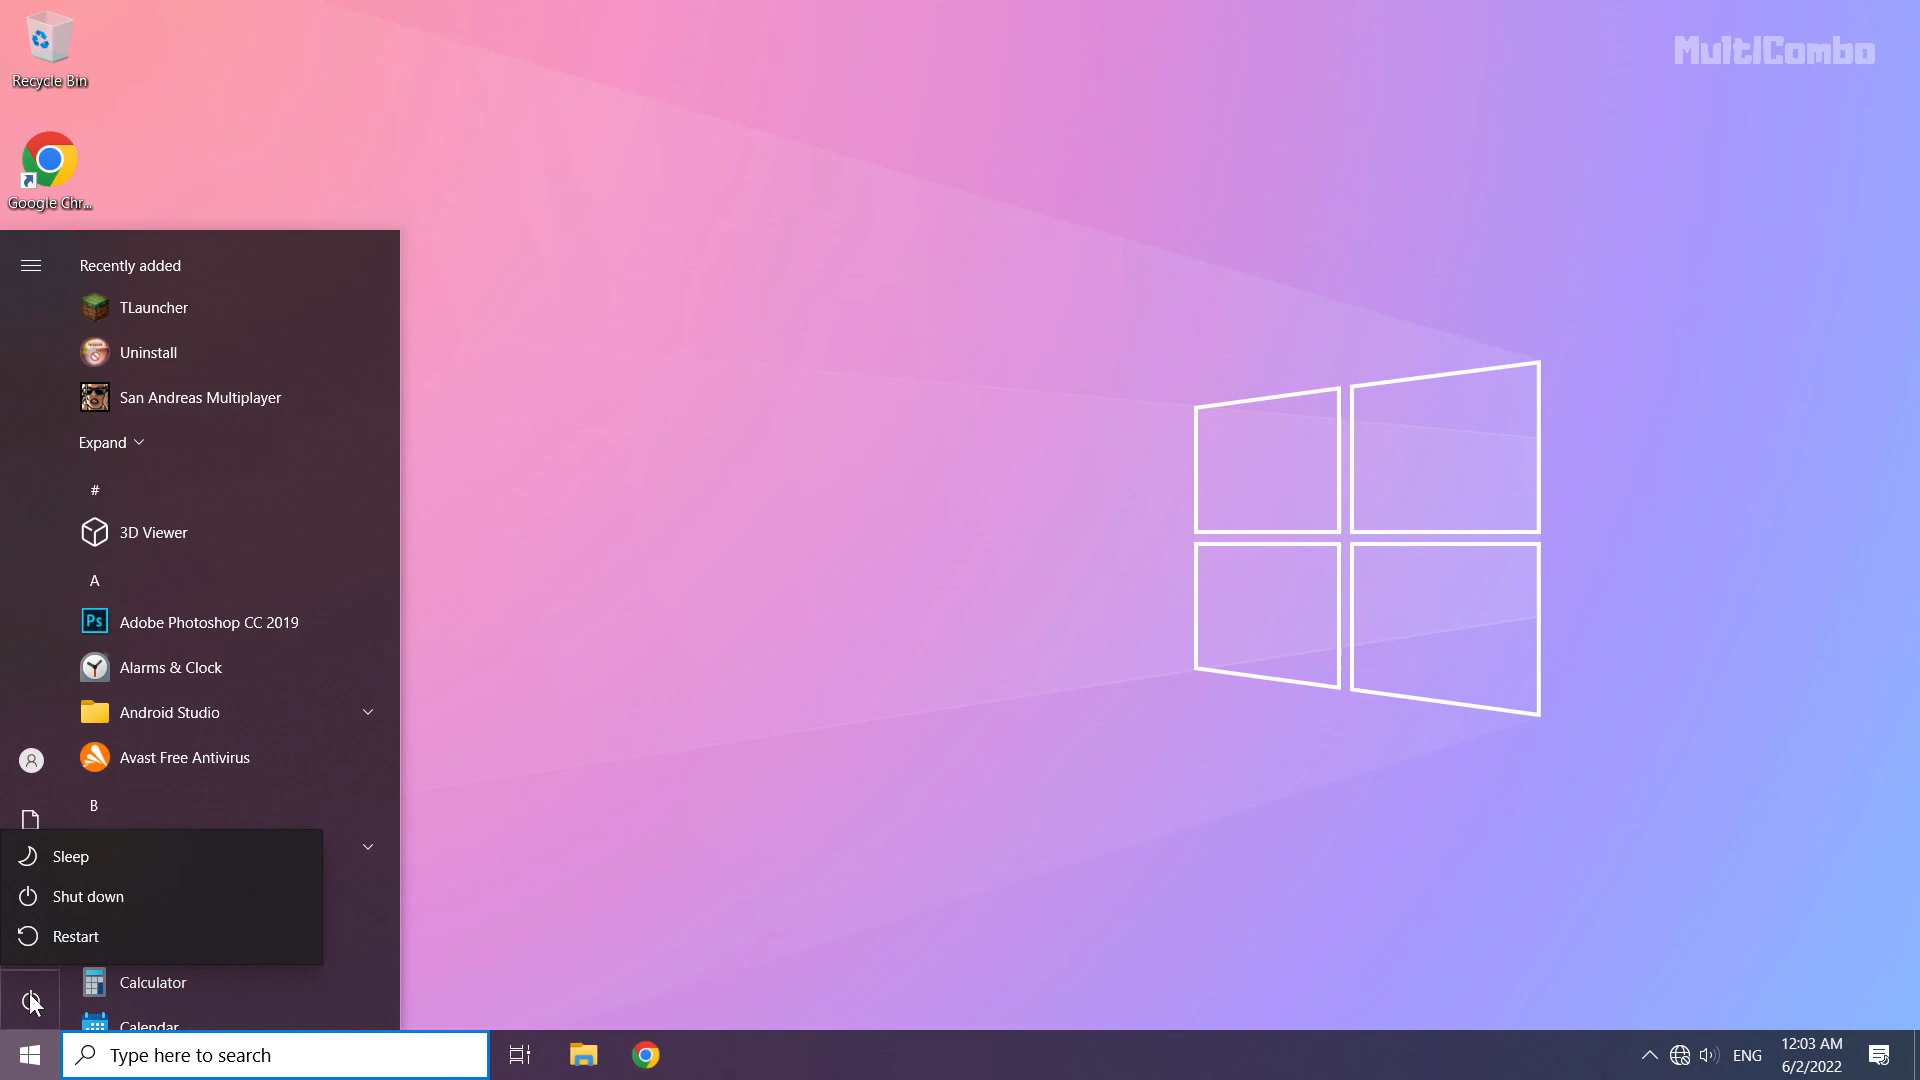 MultiCombo
Recycle Bin
Google Chr...
Recently added
TLauncher
Uninstall
San Andreas Multiplayer
Expand
#
3D Viewer
A
Ps
Adobe Photoshop CC 2019
Alarms & Clock
Android Studio
Avast Free Antivirus
B
Sleep
Shut down
Restart
Calculator
Calendar
Type here to search
ENG
12:03 AM
6/2/2022